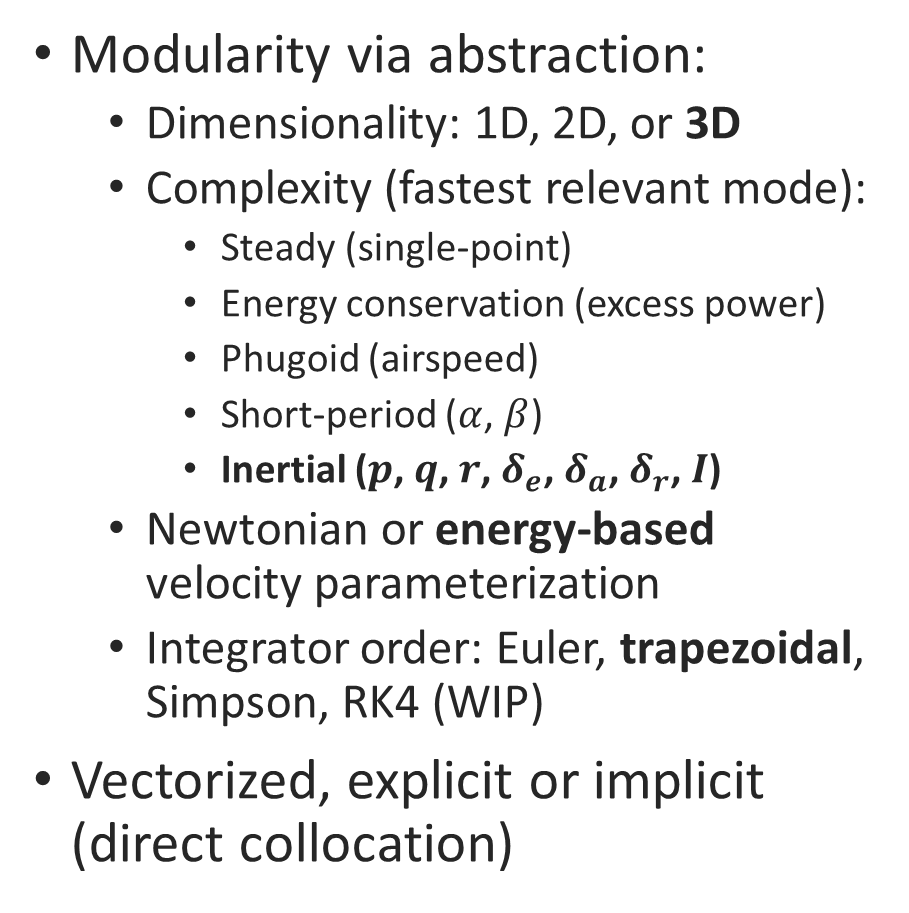 • Modularity via abstraction:
• Dimensionality: 1D, 2D, or 3D
• Complexity (fastest relevant mode):
• Steady (single-point)
• Energy conservation (excess power)
• Phugoid (airspeed)
• Short-period (𝛼, 𝛽)
• Inertial (𝒑, 𝒒, 𝒓, 𝜹ₑ, 𝜹ₐ, 𝜹ᵣ, 𝑰)
• Newtonian or energy-based
velocity parameterization
• Integrator order: Euler, trapezoidal,
Simpson, RK4 (WIP)
• Vectorized, explicit or implicit
(direct collocation)